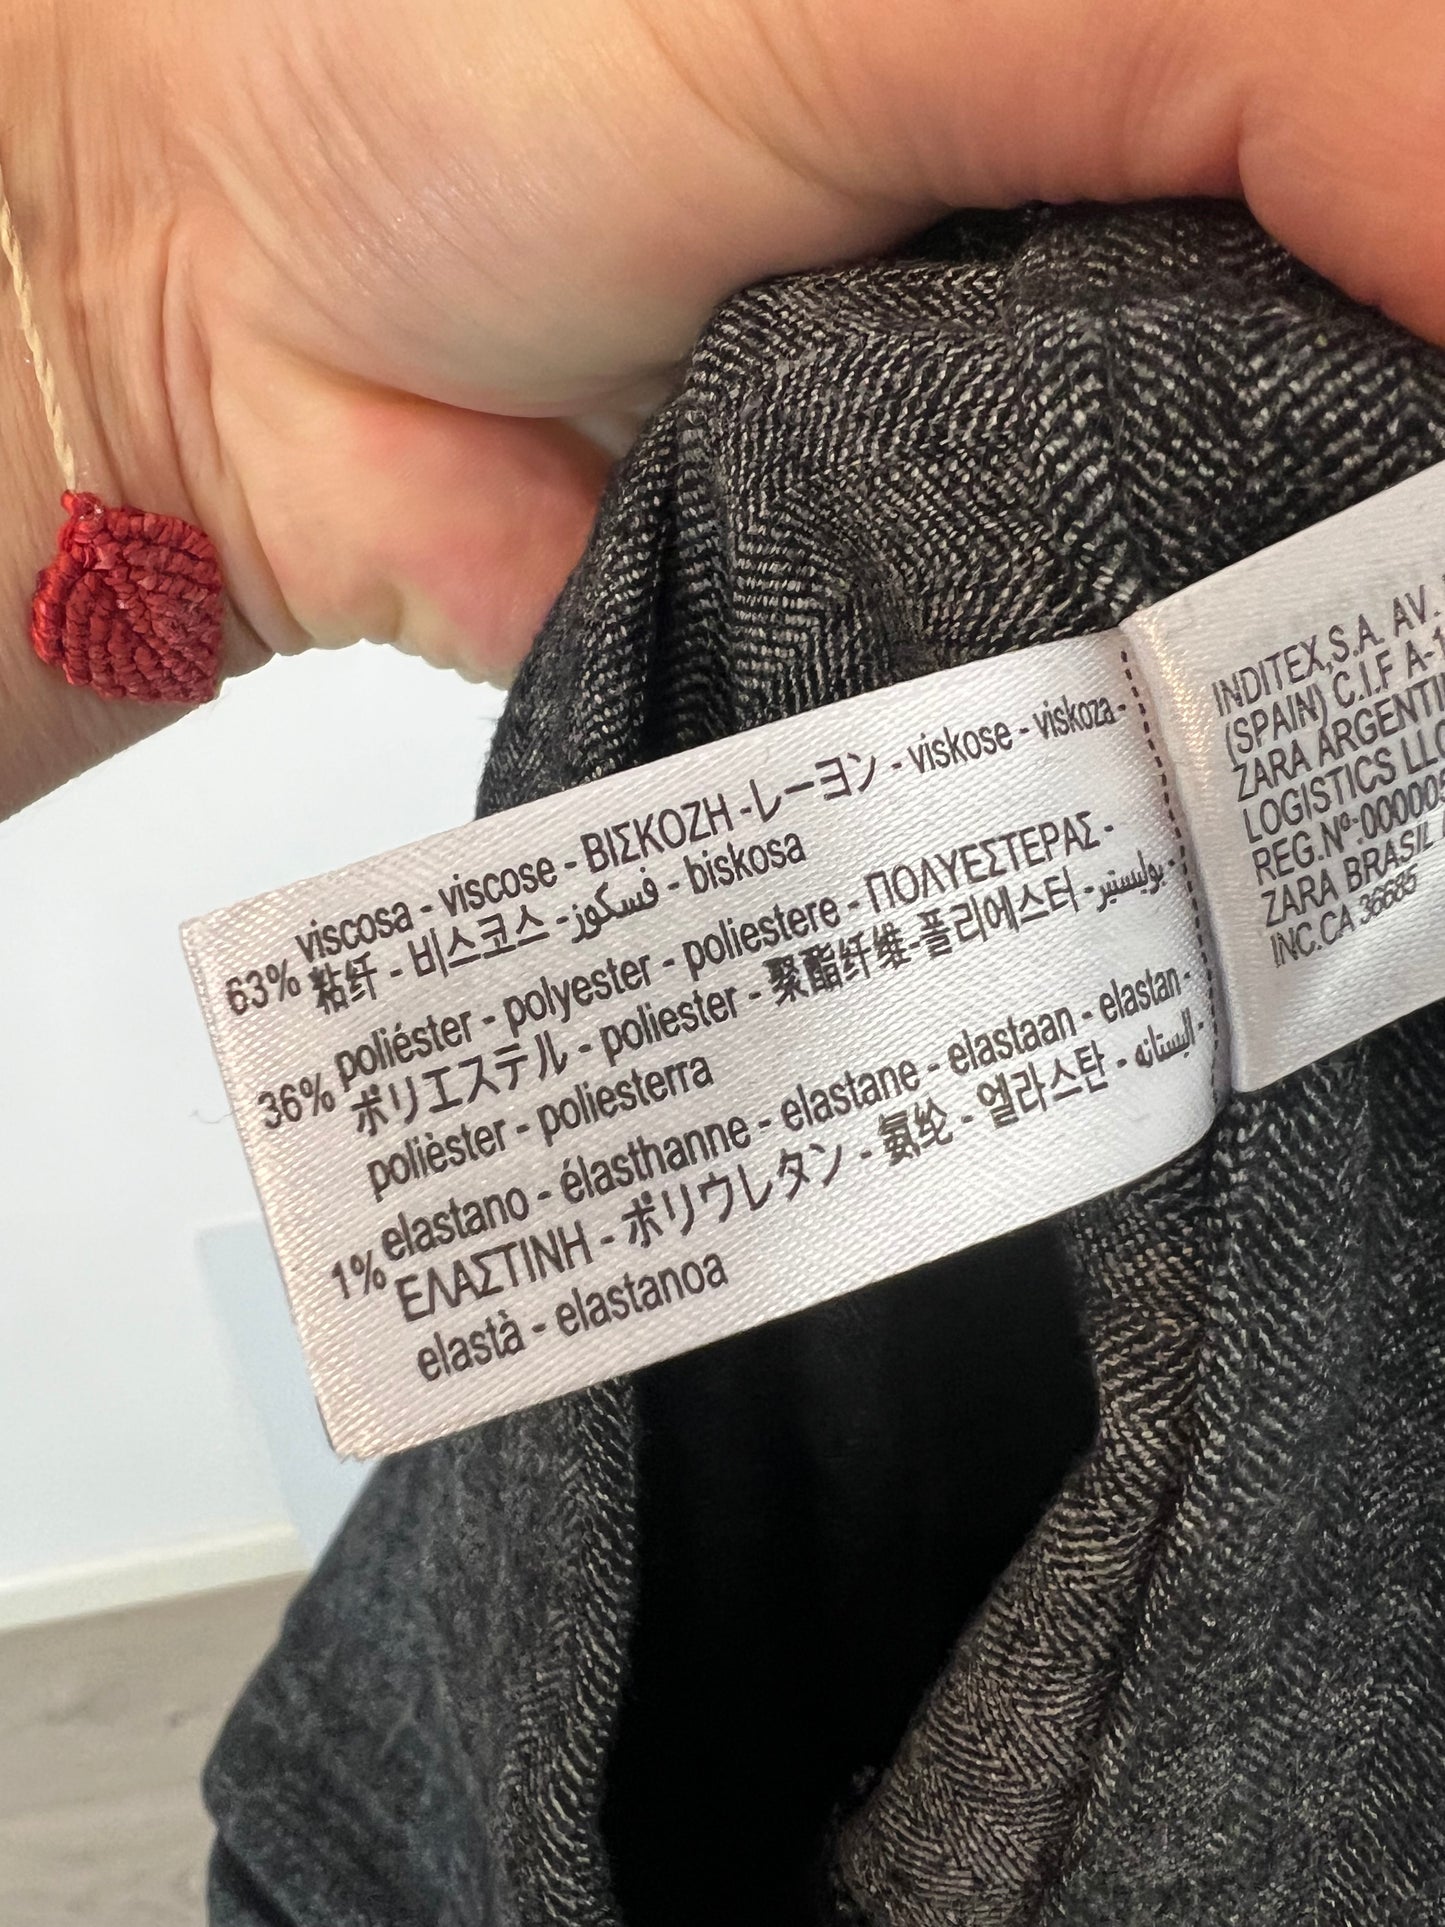 63% viscosa - viscose - ΒΙΣΚΟΖΗ - レーヨン - viskose - viskoza -
粘纤 - 비스코스 - فسكوز - biskosa
36% poliéster - polyester - poliestere - ΠΟΛΥΕΣΤΕΡΑΣ -
ポリエステル - poliester - 聚酯纤维 - 폴리에스터 - بوليستير -
polièster - poliesterra
1% elastano - élasthanne - elastane - elastaan - elastan -
ΕΛΑΣΤΙΝΗ - ポリウレタン - 氨纶 - 엘라스탄 - اليستانه -
elastà - elastanoa
INDITEX,S.A. AV.
(SPAIN) C.I.F A-1
ZARA ARGENTIN
LOGISTICS LLC
REG.Nº 000005
ZARA BRASIL
INC.CA 36685